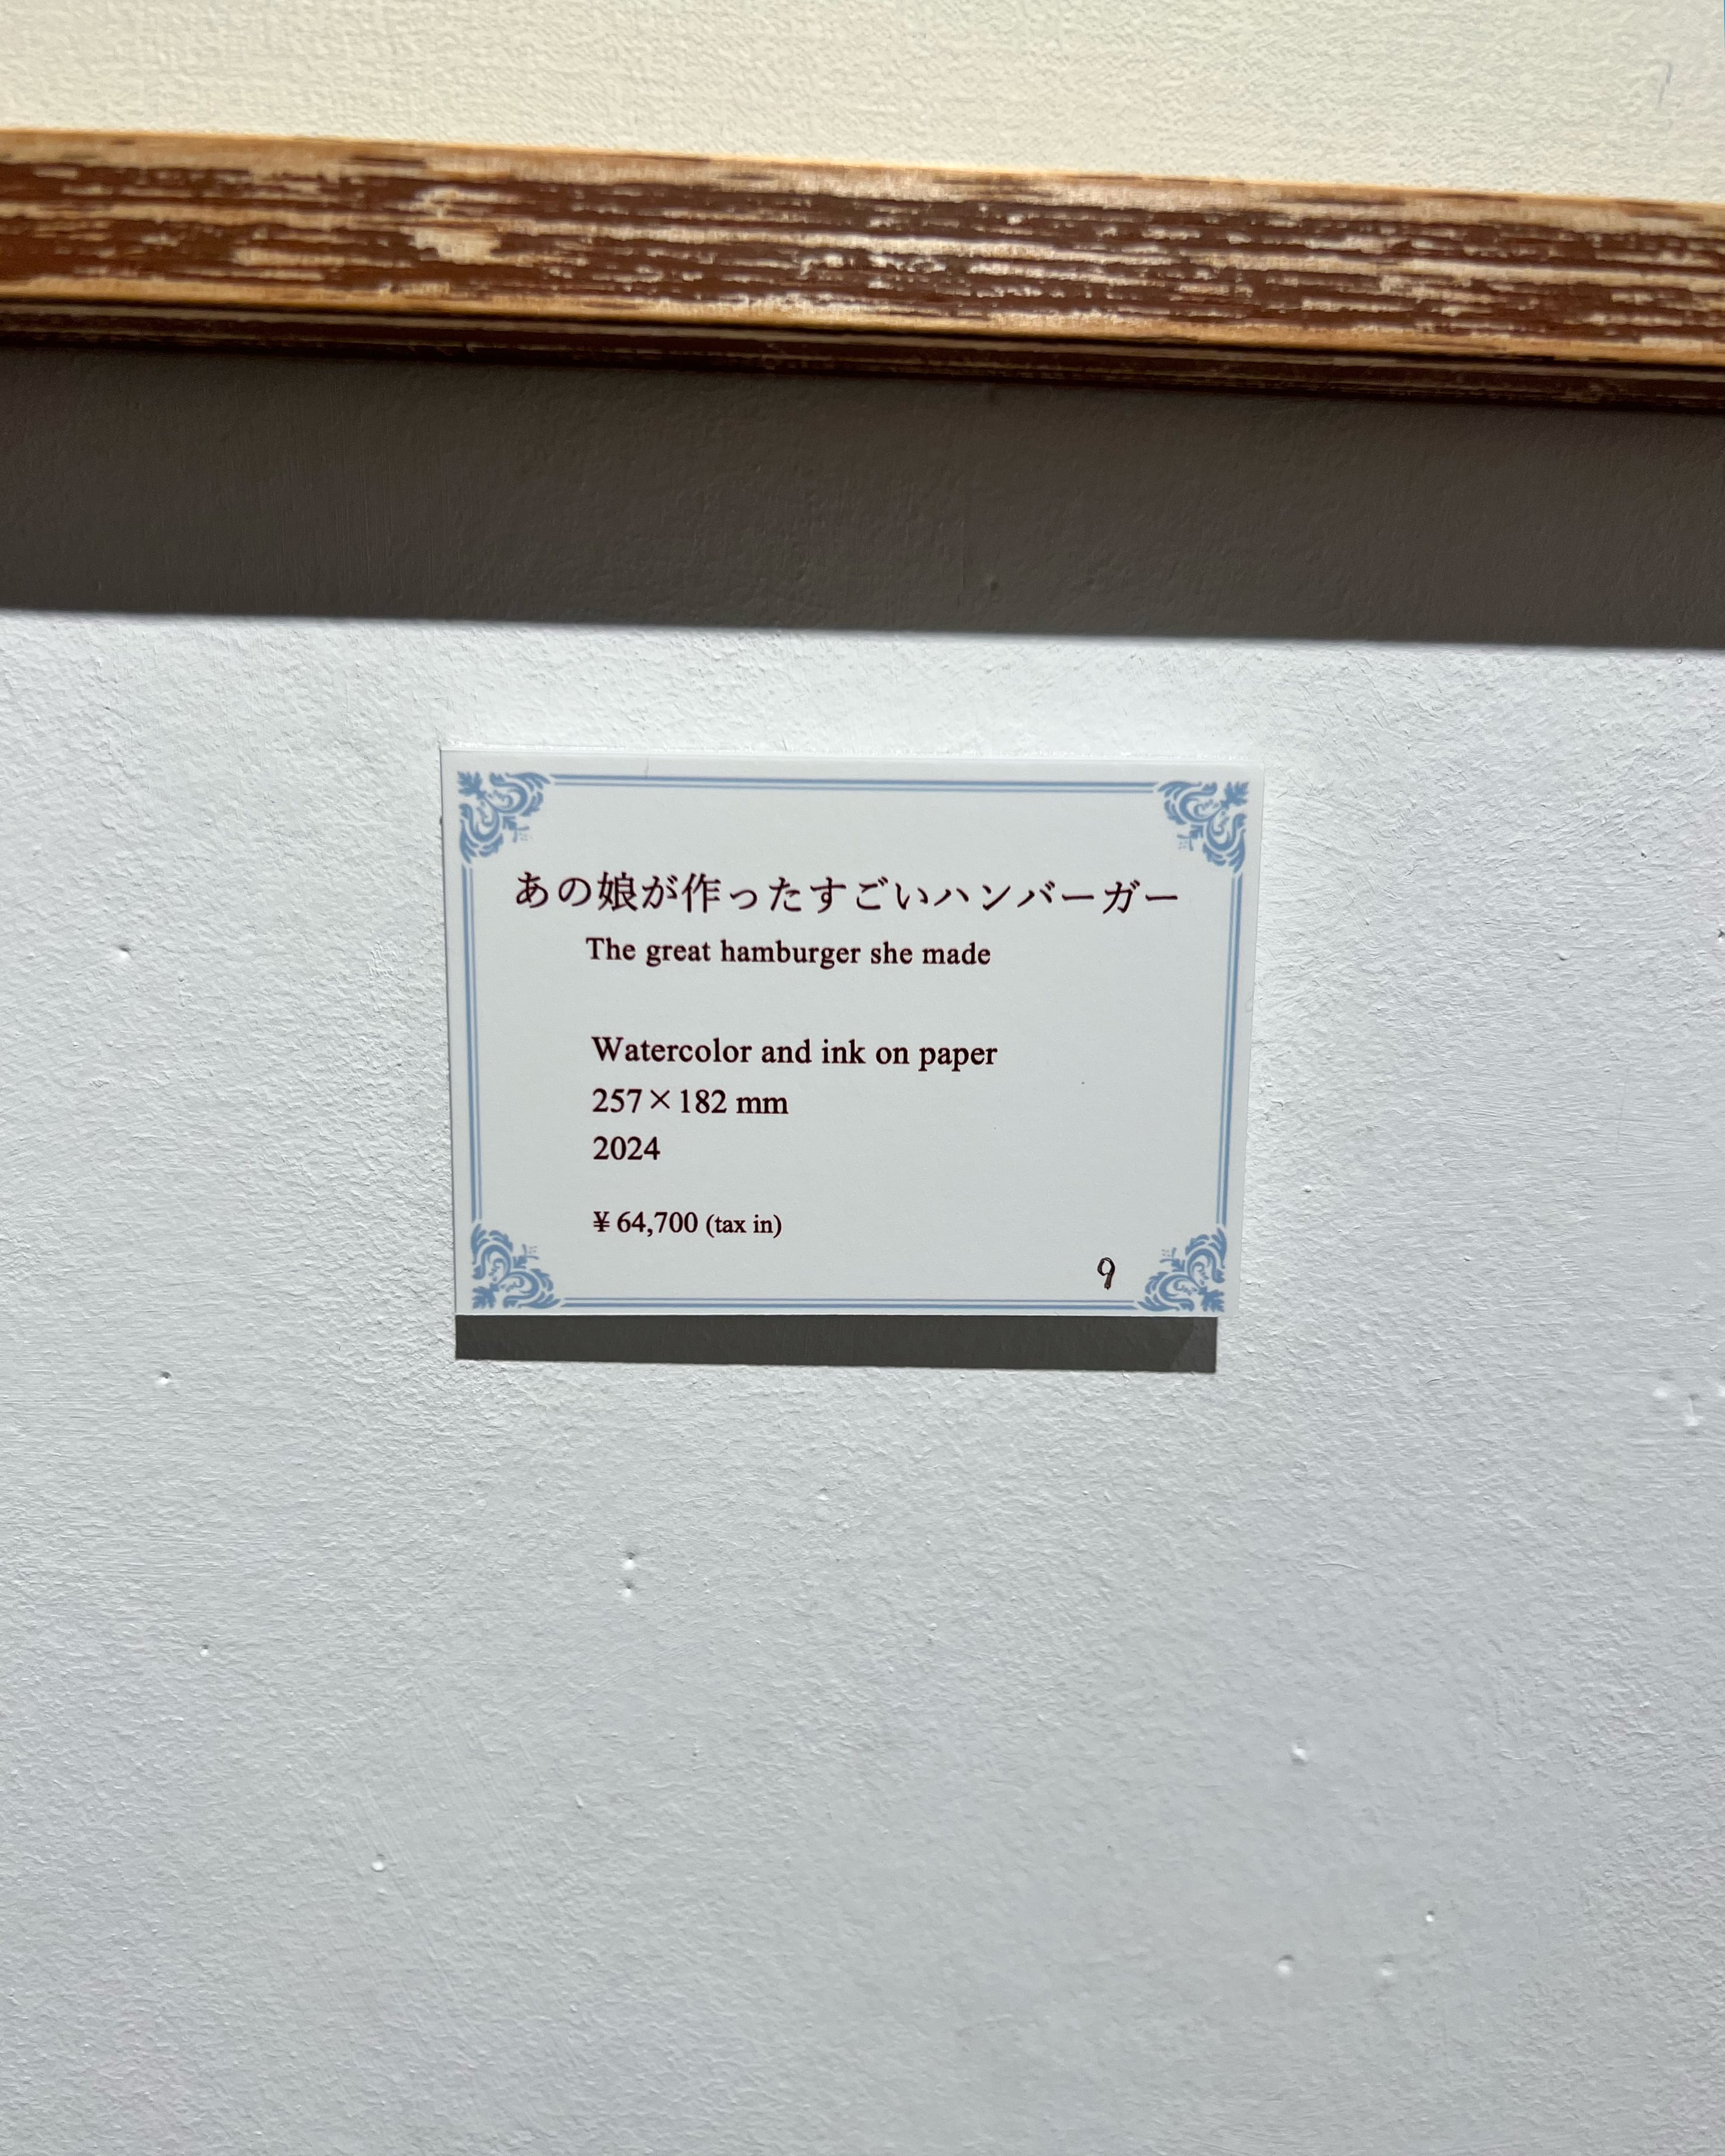 あの娘が作ったすごいハンバーガー
The great hamburger she made
Watercolor and ink on paper
257×182 mm
2024
¥ 64,700 (tax in)
9